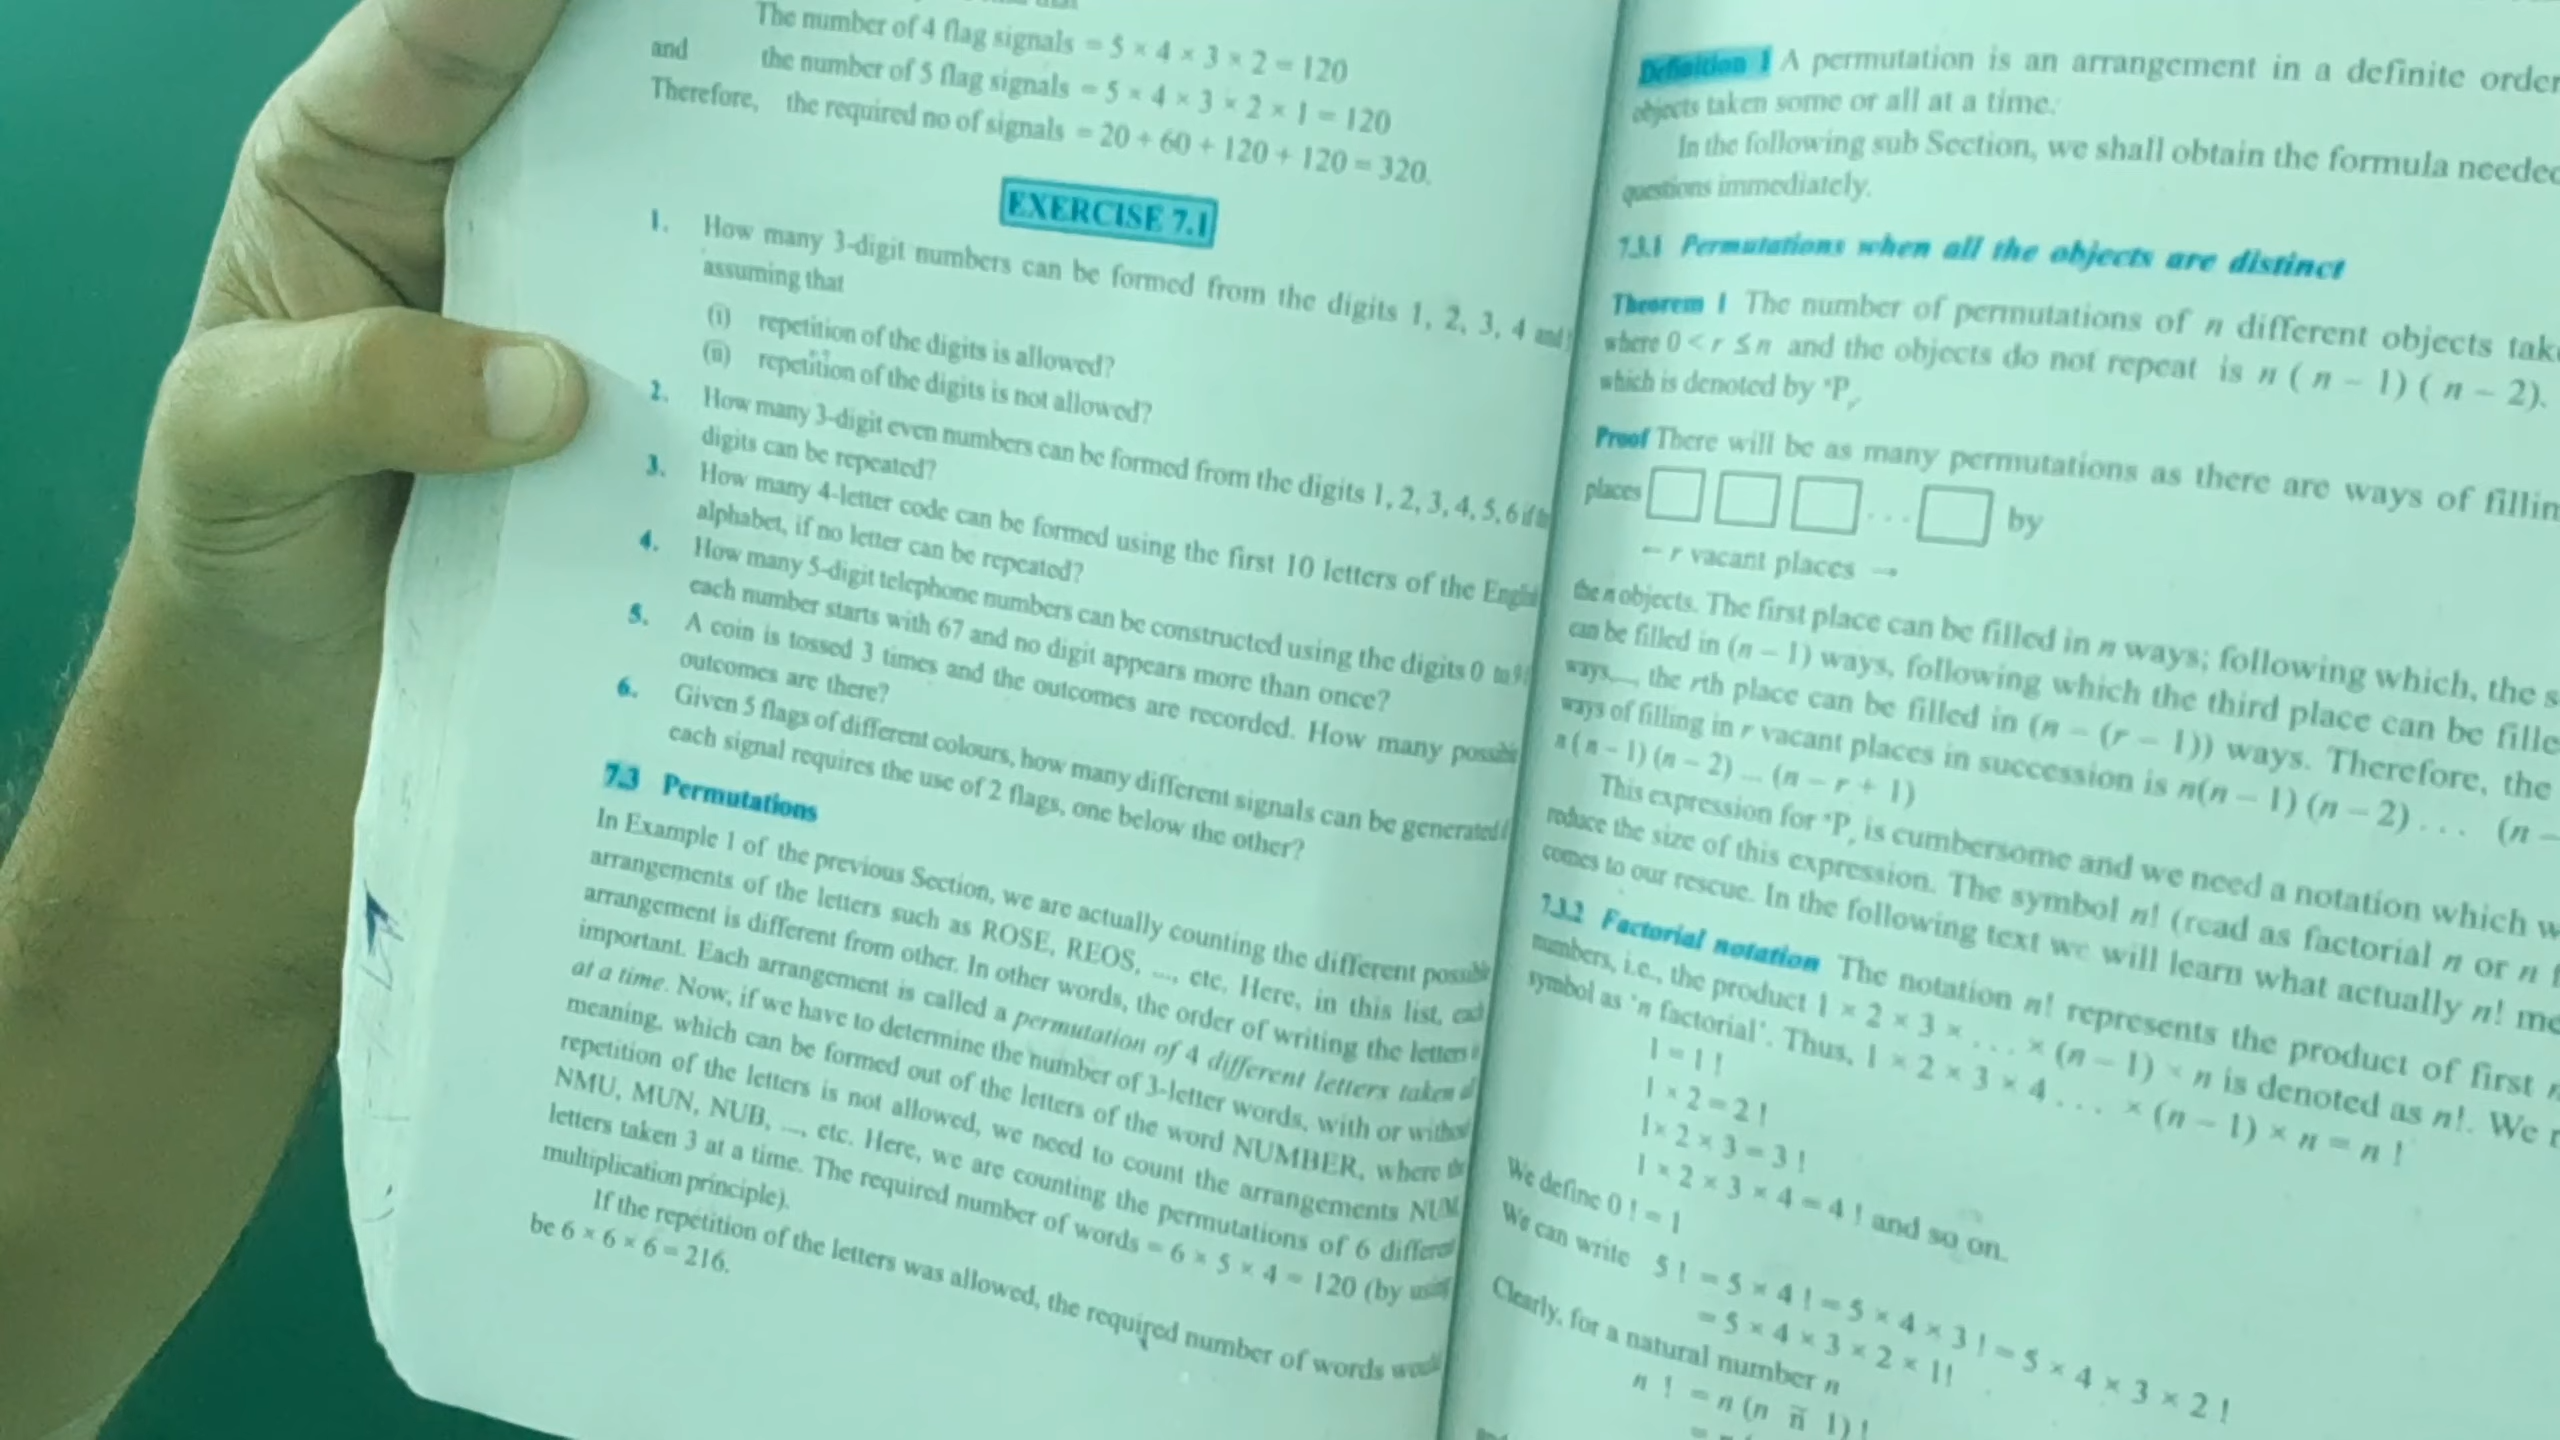 The number of 4 flag signals = 5 × 4 × 3 × 2 = 120
and the number of 5 flag signals = 5 × 4 × 3 × 2 × 1 = 120
Therefore, the required no of signals = 20 + 60 + 120 + 120 = 320.
EXERCISE 7.1
1. How many 3-digit numbers can be formed from the digits 1, 2, 3, 4 and
assuming that
(i) repetition of the digits is allowed?
(ii) repetition of the digits is not allowed?
2. How many 3-digit even numbers can be formed from the digits 1, 2, 3, 4, 5, 6 if
digits can be repeated?
3. How many 4-letter code can be formed using the first 10 letters of the
alphabet, if no letter can be repeated?
4. How many 5-digit telephone numbers can be constructed using the digits 0 to 9
each number starts with 67 and no digit appears more than once?
5. A coin is tossed 3 times and the outcomes are recorded. How many
outcomes are there?
6. Given 5 flags of different colours, how many different signals can be generated
each signal requires the use of 2 flags, one below the other?
7.3 Permutations
In Example 1 of the previous Section, we are actually counting the different
arrangements of the letters such as ROSE, REOS, ..., etc. Here, in this list,
arrangement is different from other. In other words, the order of writing the letters
important. Each arrangement is called a permutation of 4 different letters taken
at a time. Now, if we have to determine the number of 3-letter words, with or
meaning, which can be formed out of the letters of the word NUMBER, where
repetition of the letters is not allowed, we need to count the arrangements
NMU, MUN, NUB, ..., etc. Here, we are counting the permutations of 6
letters taken 3 at a time. The required number of words = 6 × 5 × 4 = 120 (by
multiplication principle).
If the repetition of the letters was allowed, the required number of words
be 6 × 6 × 6 = 216.
Definition 1 A permutation is an arrangement in a definite order
objects taken some or all at a time.
In the following sub Section, we shall obtain the formula
questions immediately.
7.3.1 Permutations when all the objects are distinct
Theorem 1 The number of permutations of n different objects
where 0 < r ≤ n and the objects do not repeat is n ( n – 1) ( n – 2).
which is denoted by ⁿPᵣ.
Proof There will be as many permutations as there are ways of
places . . . by
← r vacant places →
the n objects. The first place can be filled in n ways; following which, the
can be filled in (n – 1) ways, following which the third place can be
ways,..., the rth place can be filled in (n – (r – 1)) ways. Therefore, the
ways of filling in r vacant places in succession is n(n – 1) (n – 2) . . . (n –
n ( n – 1) (n – 2) ... (n – r + 1)
This expression for ⁿPᵣ is cumbersome and we need a notation which
reduce the size of this expression. The symbol n! (read as factorial n or n
comes to our rescue. In the following text we will learn what actually n!
7.3.2 Factorial notation The notation n! represents the product of first
numbers, i.e., the product 1 × 2 × 3 × . . . × (n – 1) × n is denoted as n!. We
symbol as 'n factorial'. Thus, 1 × 2 × 3 × 4 . . . × (n – 1) × n = n !
1 = 1 !
1 × 2 = 2 !
1× 2 × 3 = 3 !
1 × 2 × 3 × 4 = 4 ! and so on.
We define 0 ! = 1
We can write 5 ! = 5 × 4 ! = 5 × 4 × 3 ! = 5 × 4 × 3 × 2 !
= 5 × 4 × 3 × 2 × 1!
Clearly, for a natural number n
n ! = n (n ñ 1) !